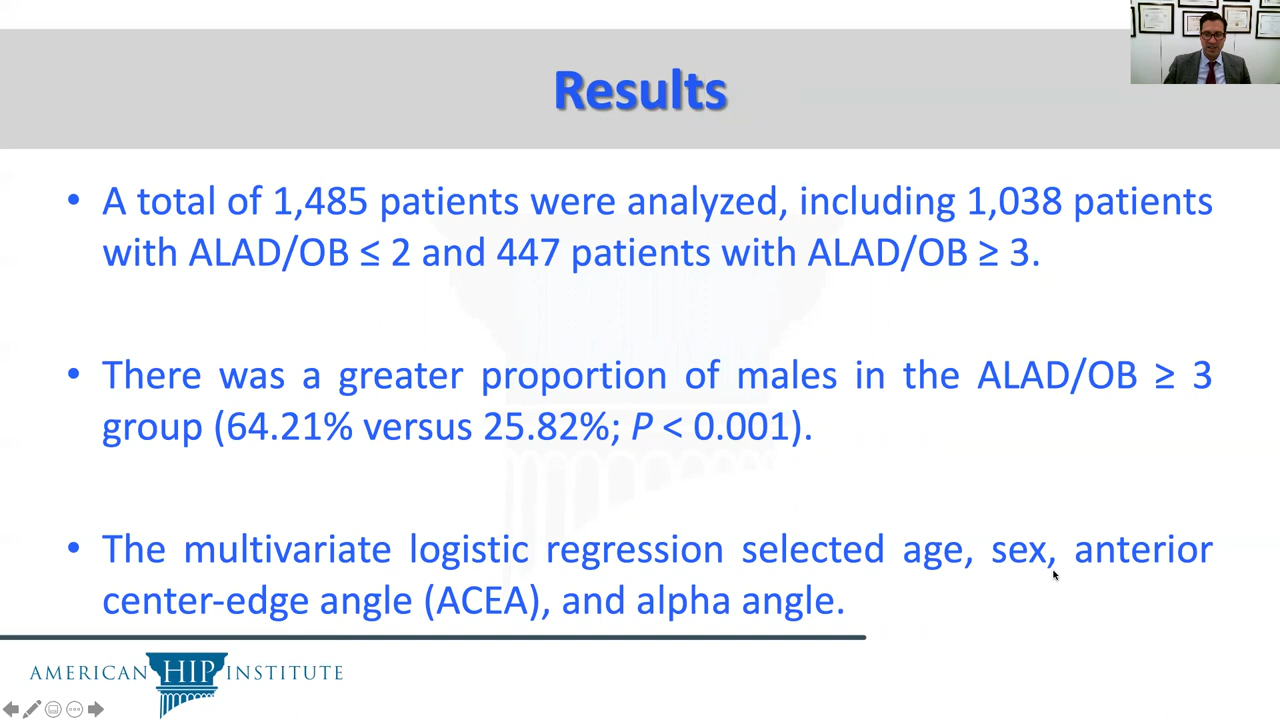 Results
• A total of 1,485 patients were analyzed, including 1,038 patients
with ALAD/OB ≤ 2 and 447 patients with ALAD/OB ≥ 3.
• There was a greater proportion of males in the ALAD/OB ≥ 3
group (64.21% versus 25.82%; P < 0.001).
• The multivariate logistic regression selected age, sex, anterior
center-edge angle (ACEA), and alpha angle.
AMERICAN HIP INSTITUTE